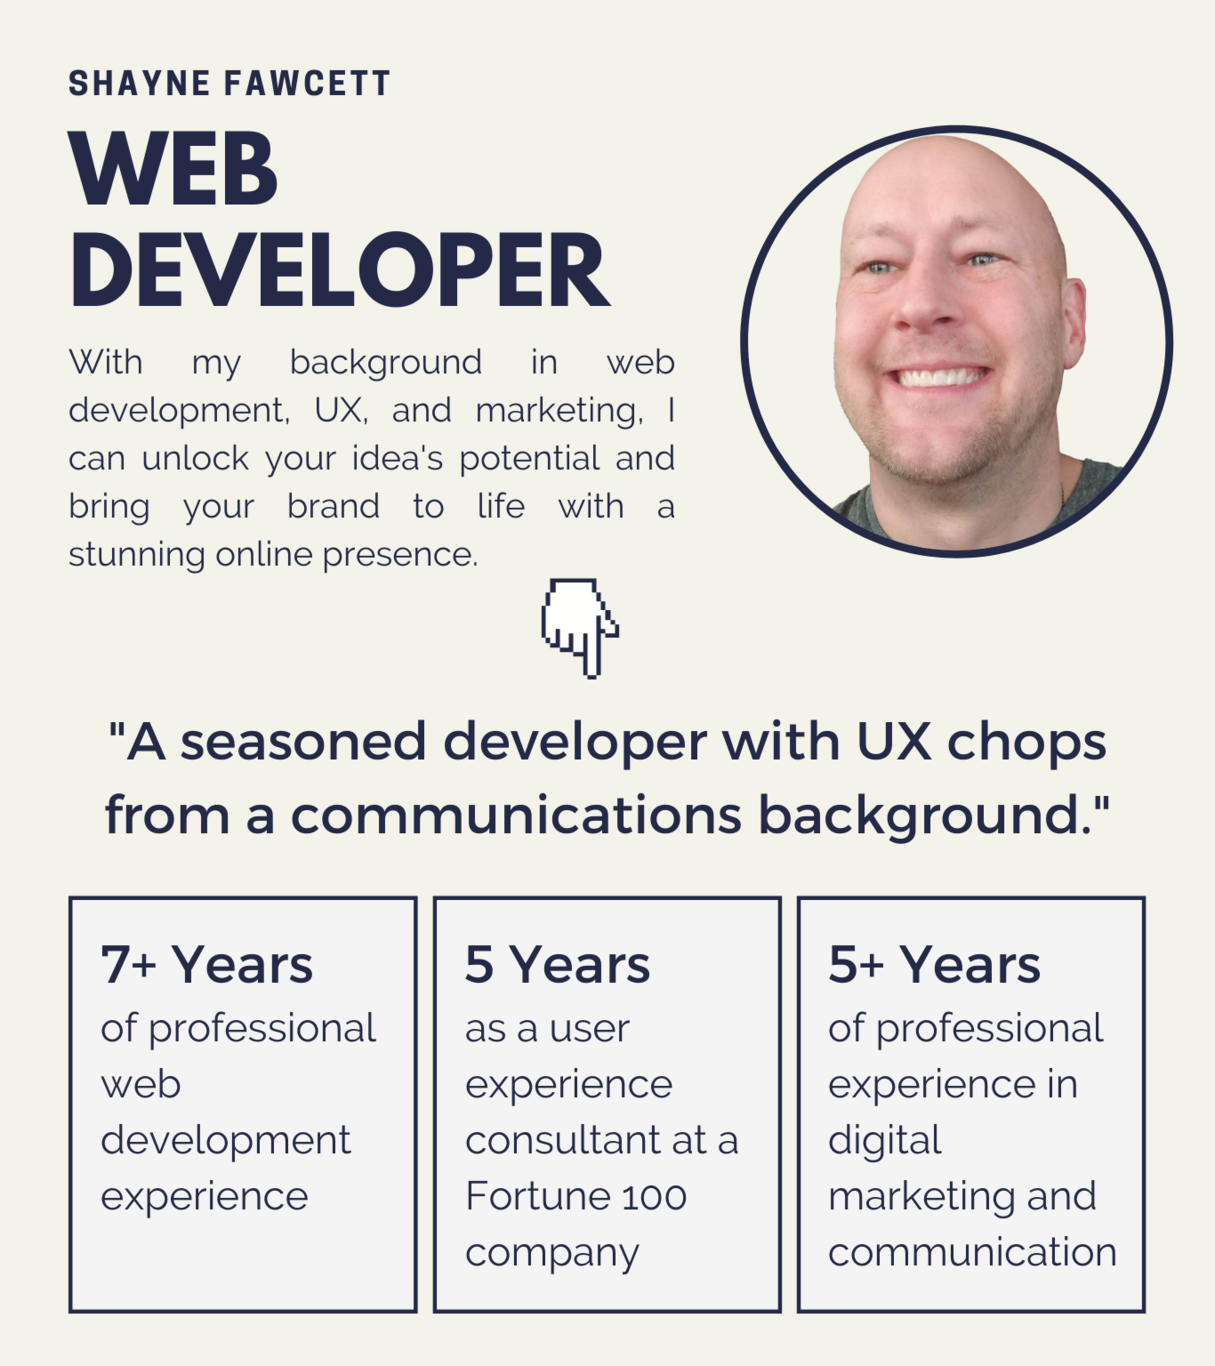 SHAYNE FAWCETT
WEB
DEVELOPER
With my background in web
development, UX, and marketing, I
can unlock your idea's potential and
bring your brand to life with a
stunning online presence.
"A seasoned developer with UX chops
from a communications background."
7+ Years
of professional
web
development
experience
5 Years
as a user
experience
consultant at a
Fortune 100
company
5+ Years
of professional
experience in
digital
marketing and
communication